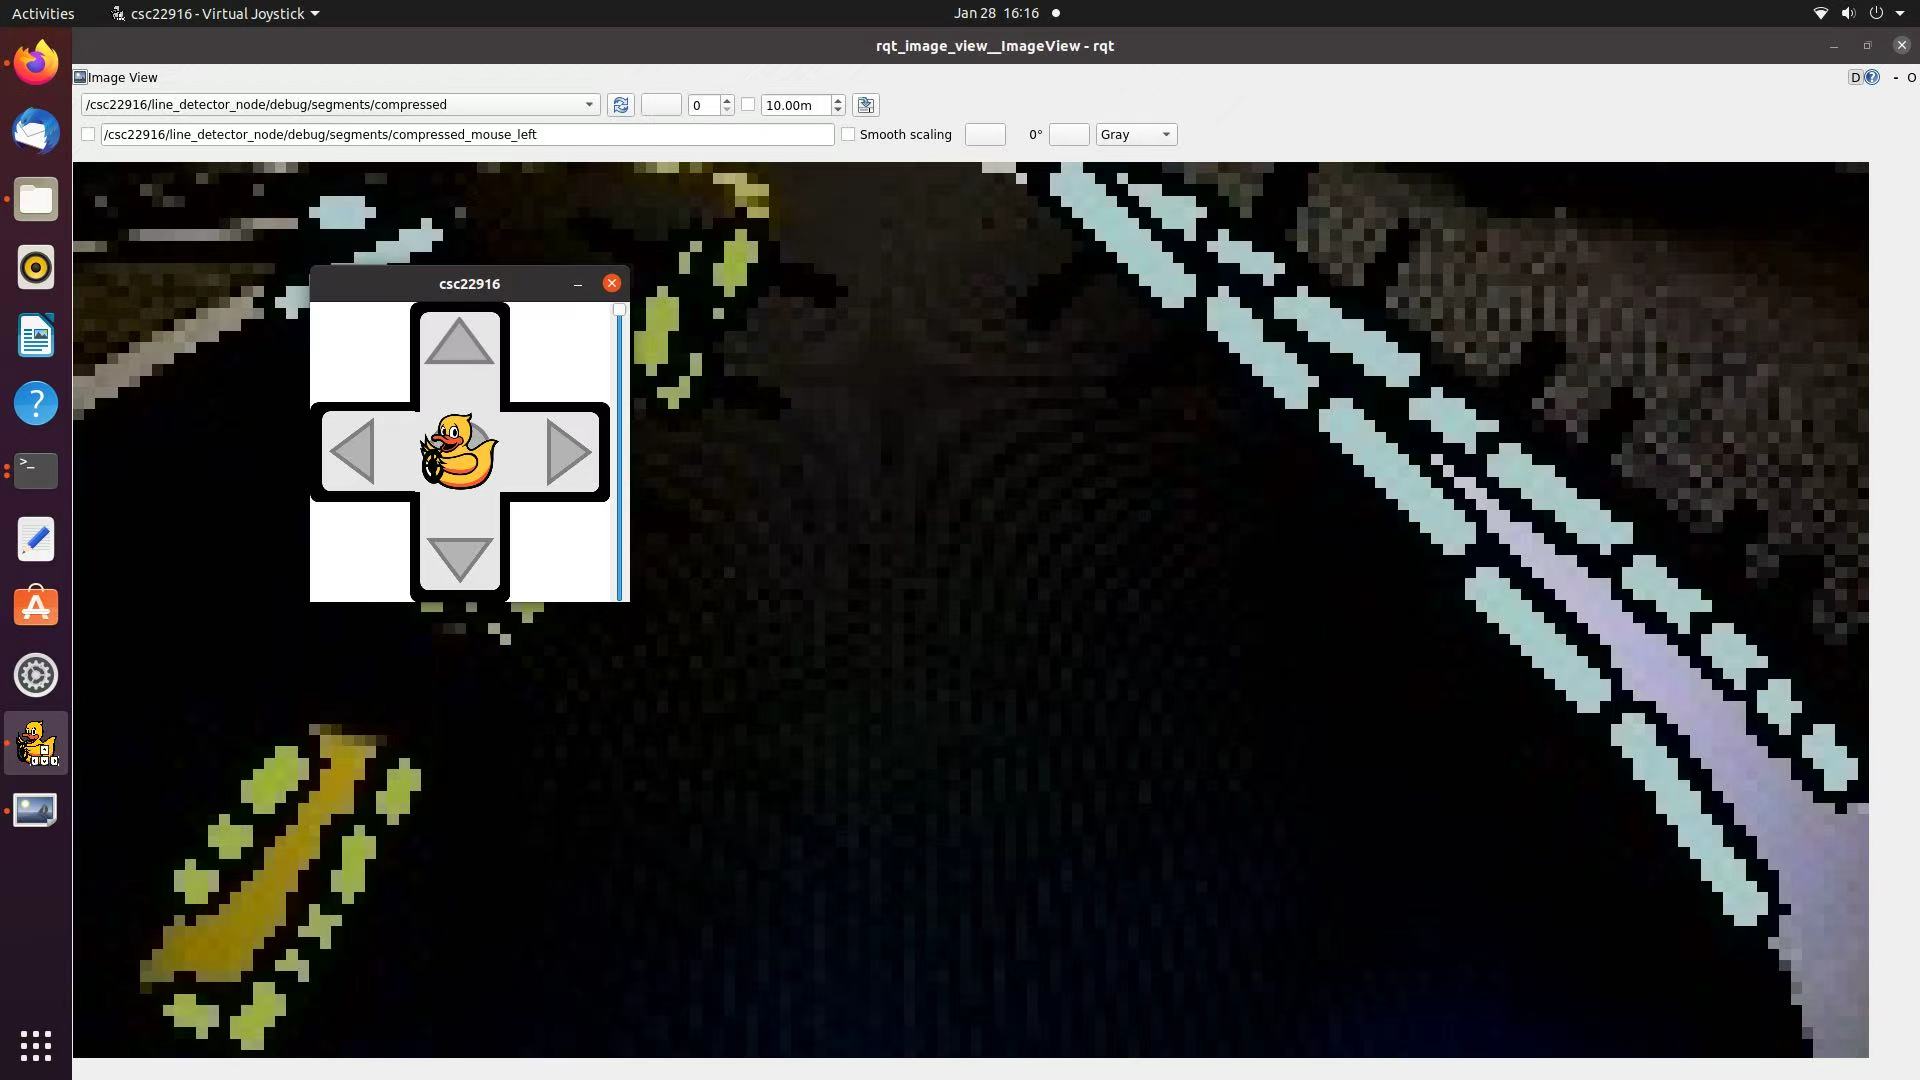 Activities
csc22916 - Virtual Joystick
Jan 28 16:16
rqt_image_view__ImageView - rqt
Image View
D
- O
/csc22916/line_detector_node/debug/segments/compressed
0
10.00m
/csc22916/line_detector_node/debug/segments/compressed_mouse_left
Smooth scaling
0°
Gray
csc22916